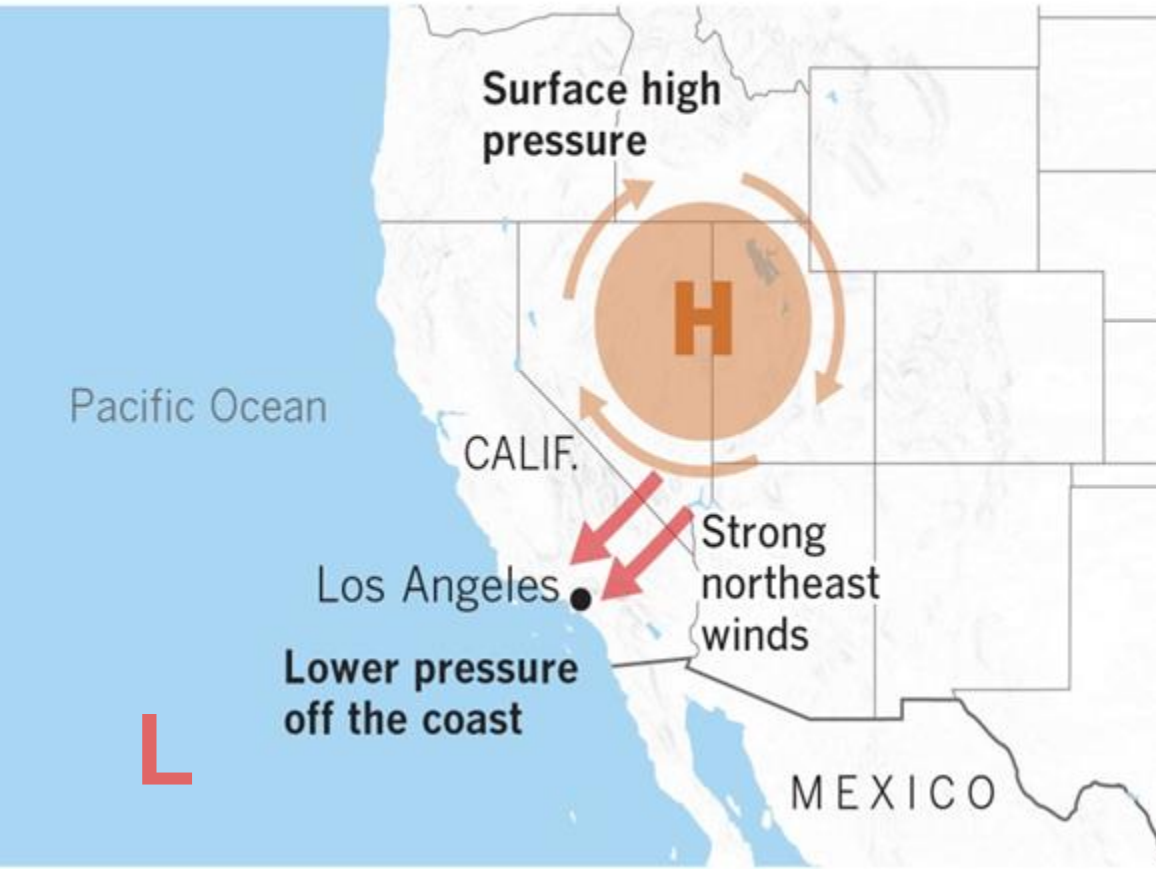 Surface high
pressure
H
Pacific Ocean
CALIF.
Strong
northeast
winds
Los Angeles
Lower pressure
off the coast
L
MEXICO